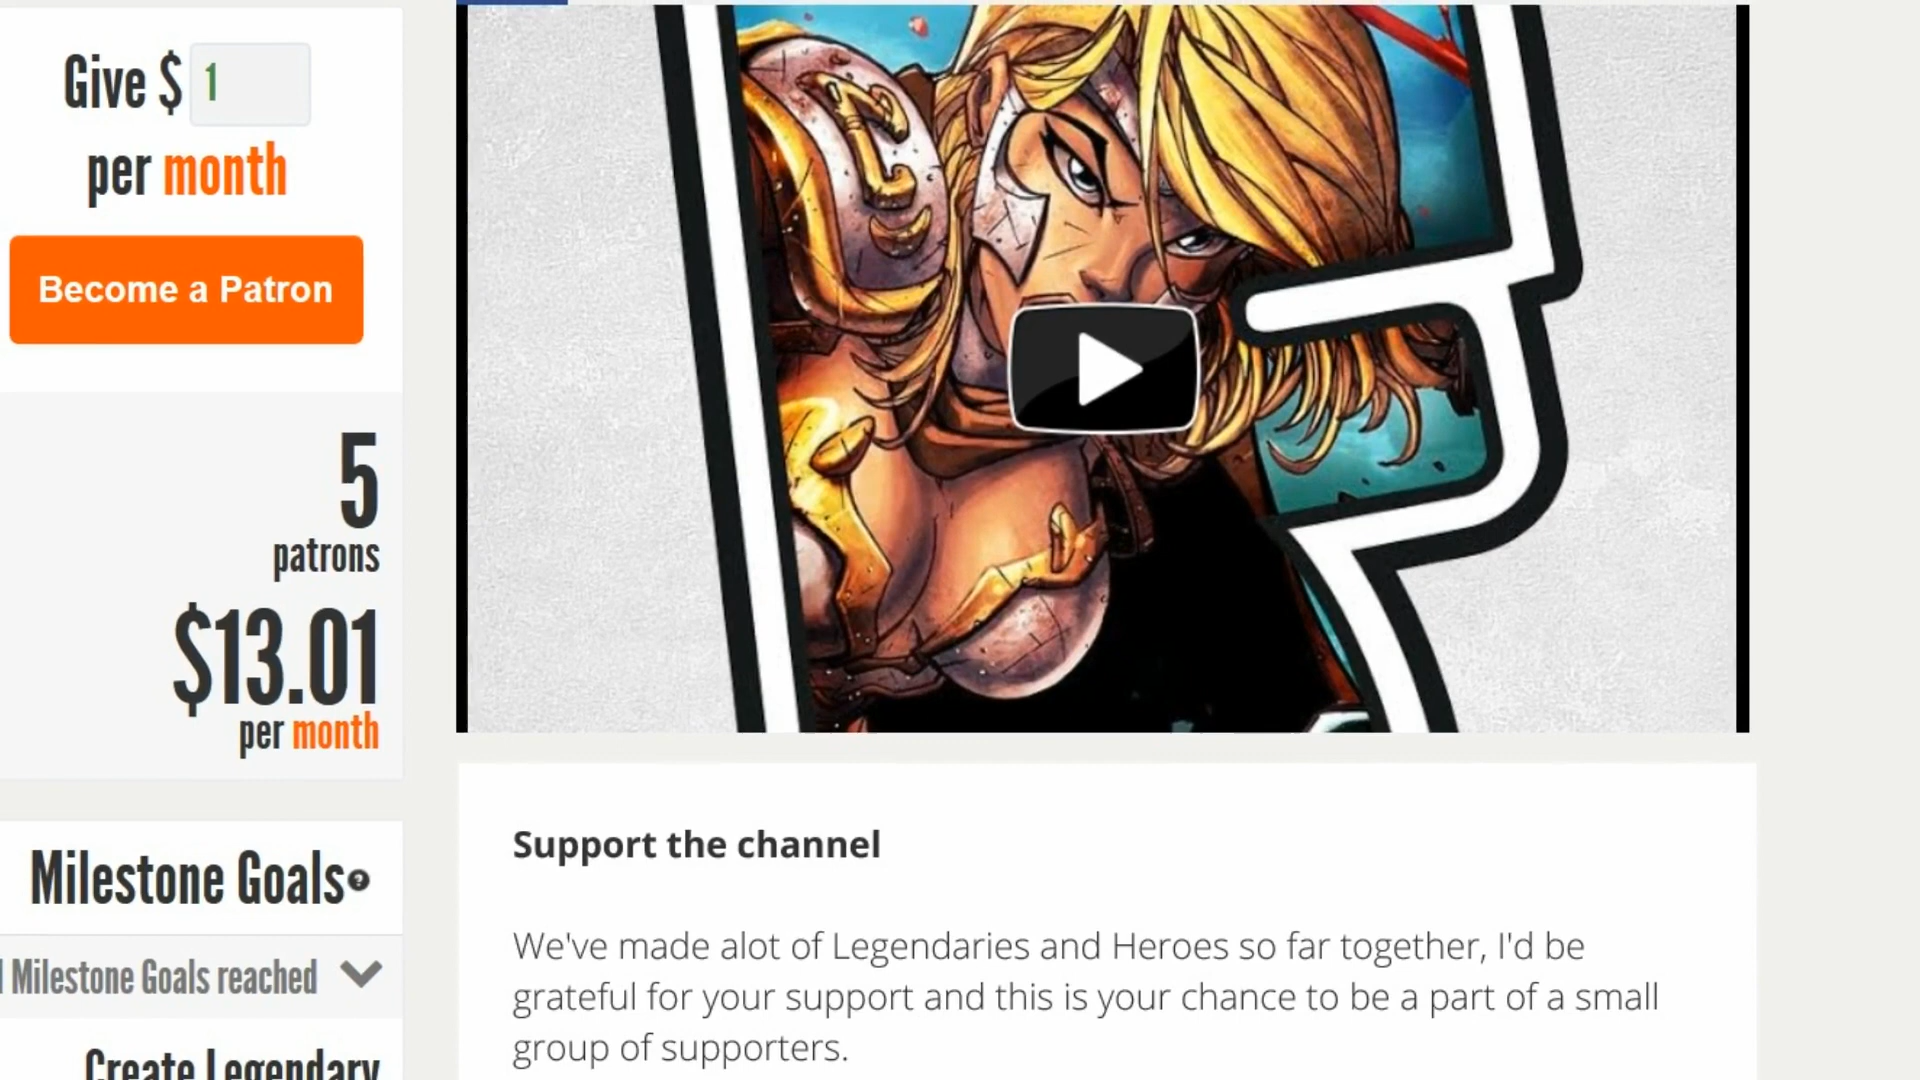 Give $ 1
per month
Become a Patron
5
patrons
$13.01
per month
Milestone Goals
Milestone Goals reached
Create Legendary
Support the channel
We've made alot of Legendaries and Heroes so far together, I'd be
grateful for your support and this is your chance to be a part of a small
group of supporters.